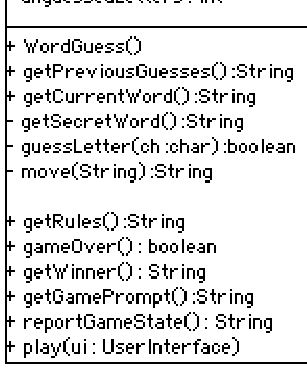 + WordGuess()
+ getPreviousGuesses():String
+ getCurrentWord():String
- getSecretWord():String
- guessLetter(ch:char):boolean
- move(String):String
+ getRules():String
+ gameOver(): boolean
+ getWinner(): String
+ getGamePrompt():String
+ reportGameState(): String
+ play(ui: UserInterface)